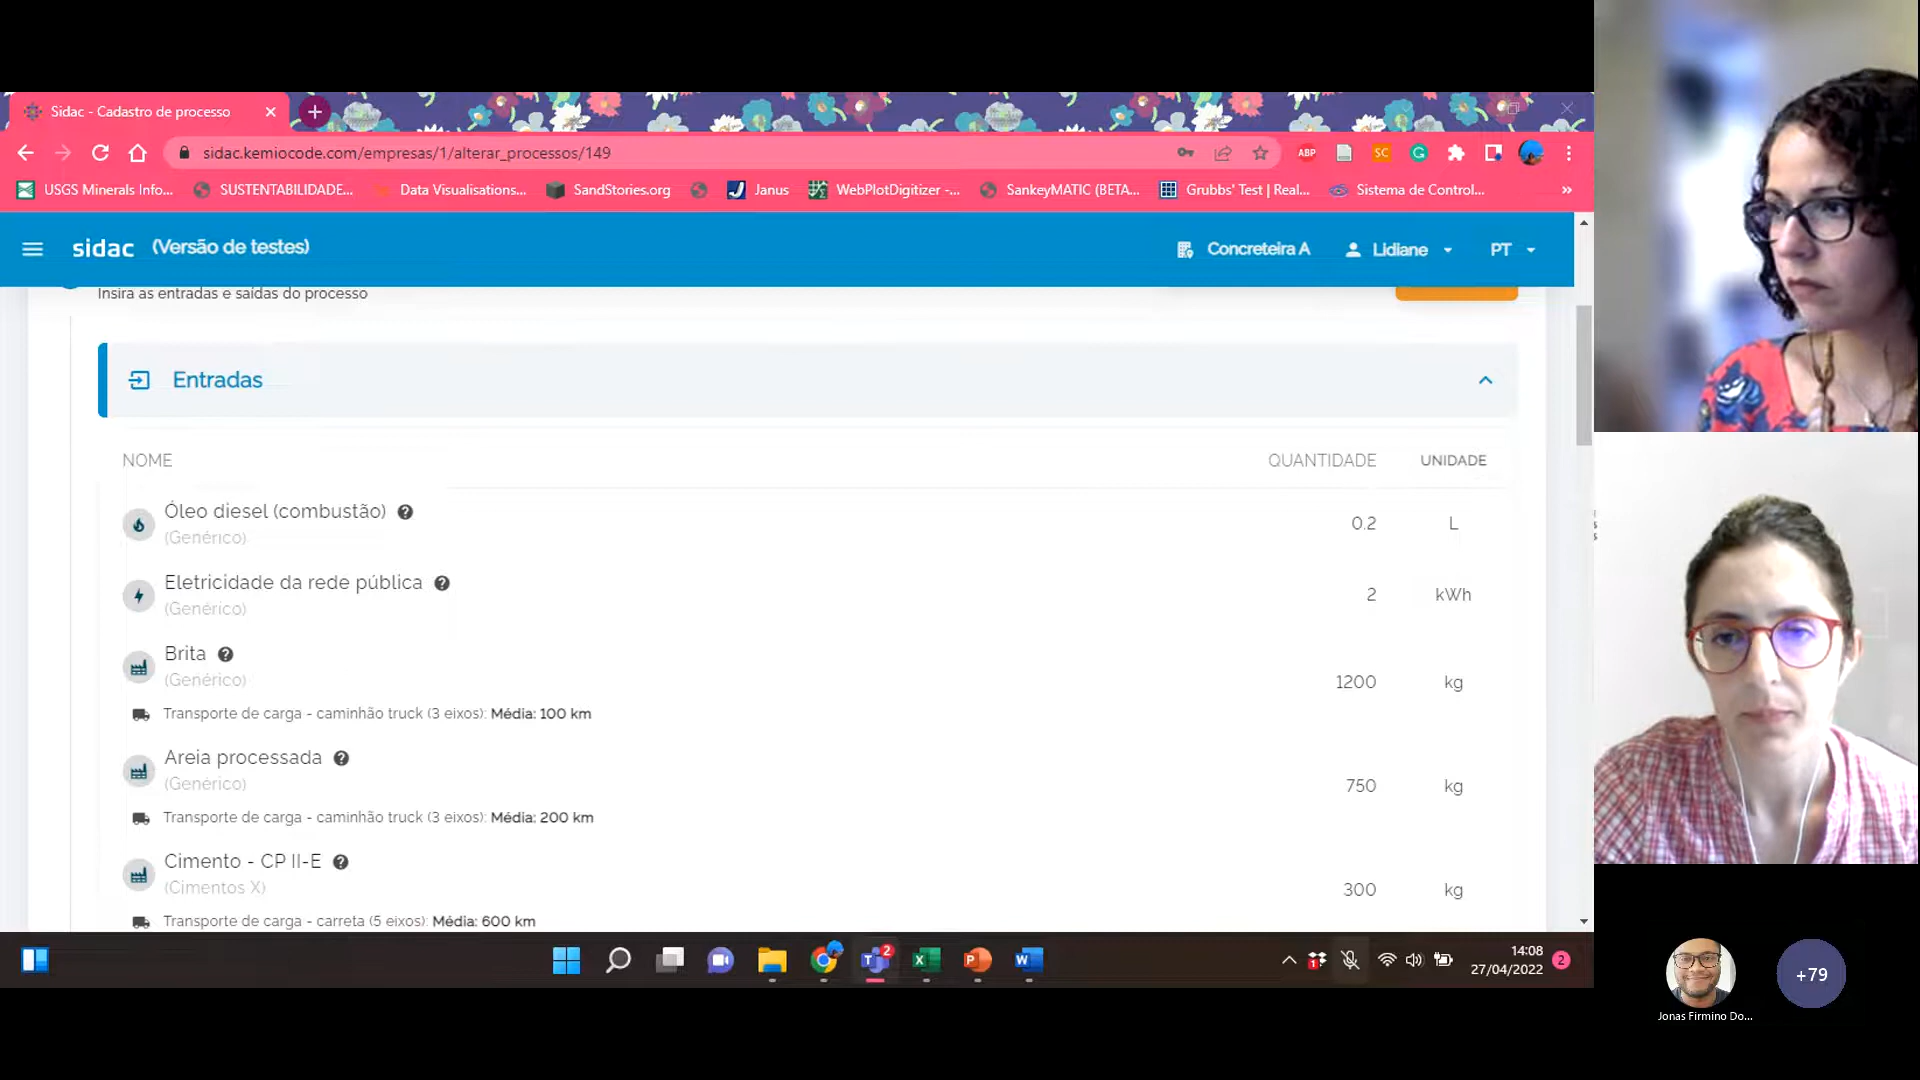 Sidac - Cadastro de processo
sidac.kemiocode.com/empresas/1/alterar_processos/149
ABP
SC
USGS Minerals Info...
SUSTENTABILIDADE...
Data Visualisations...
SandStories.org
Janus
WebPlotDigitizer -...
SankeyMATIC (BETA...
Grubbs' Test | Real...
Sistema de Control...
»
sidac (Versão de testes)
Concreteira A
Lidiane
PT
Insira as entradas e saídas do processo
Entradas
NOME QUANTIDADE UNIDADE
Óleo diesel (combustão) ?
(Genérico)
0.2 L
Eletricidade da rede pública ?
(Genérico)
2 kWh
Brita ?
(Genérico)
1200 kg
Transporte de carga - caminhão truck (3 eixos): Média: 100 km
Areia processada ?
(Genérico)
750 kg
Transporte de carga - caminhão truck (3 eixos): Média: 200 km
Cimento - CP II-E ?
(Cimentos X)
300 kg
Transporte de carga - carreta (5 eixos): Média: 600 km
14:08
27/04/2022
2
+79
Jonas Firmino Do...